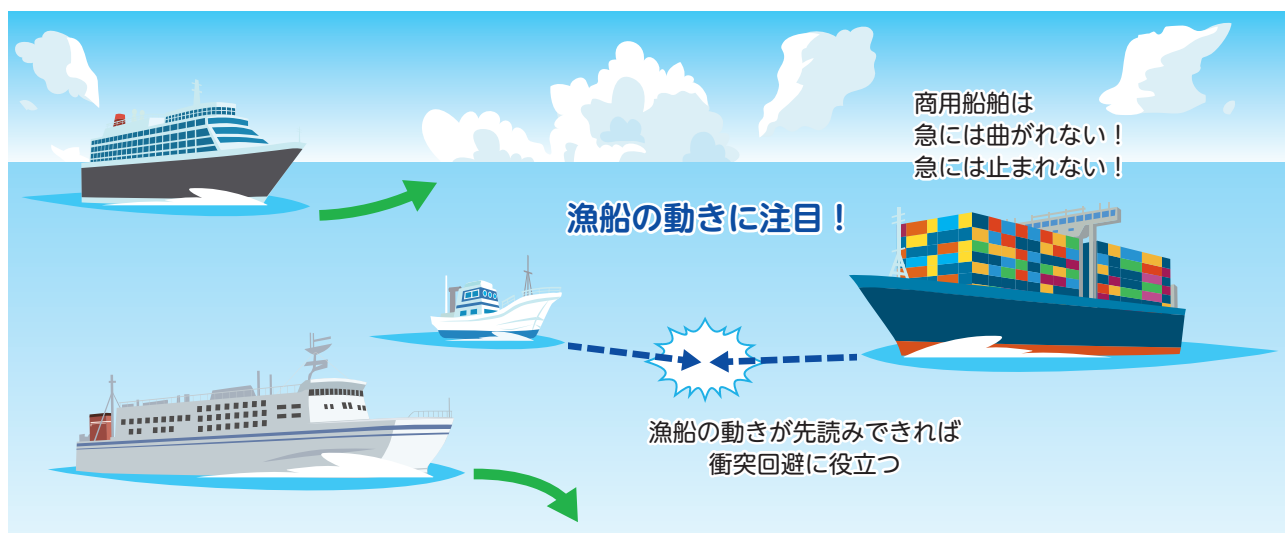 商用船舶は
急には曲がれない！
急には止まれない！
漁船の動きに注目！
漁船の動きが先読みできれば
衝突回避に役立つ